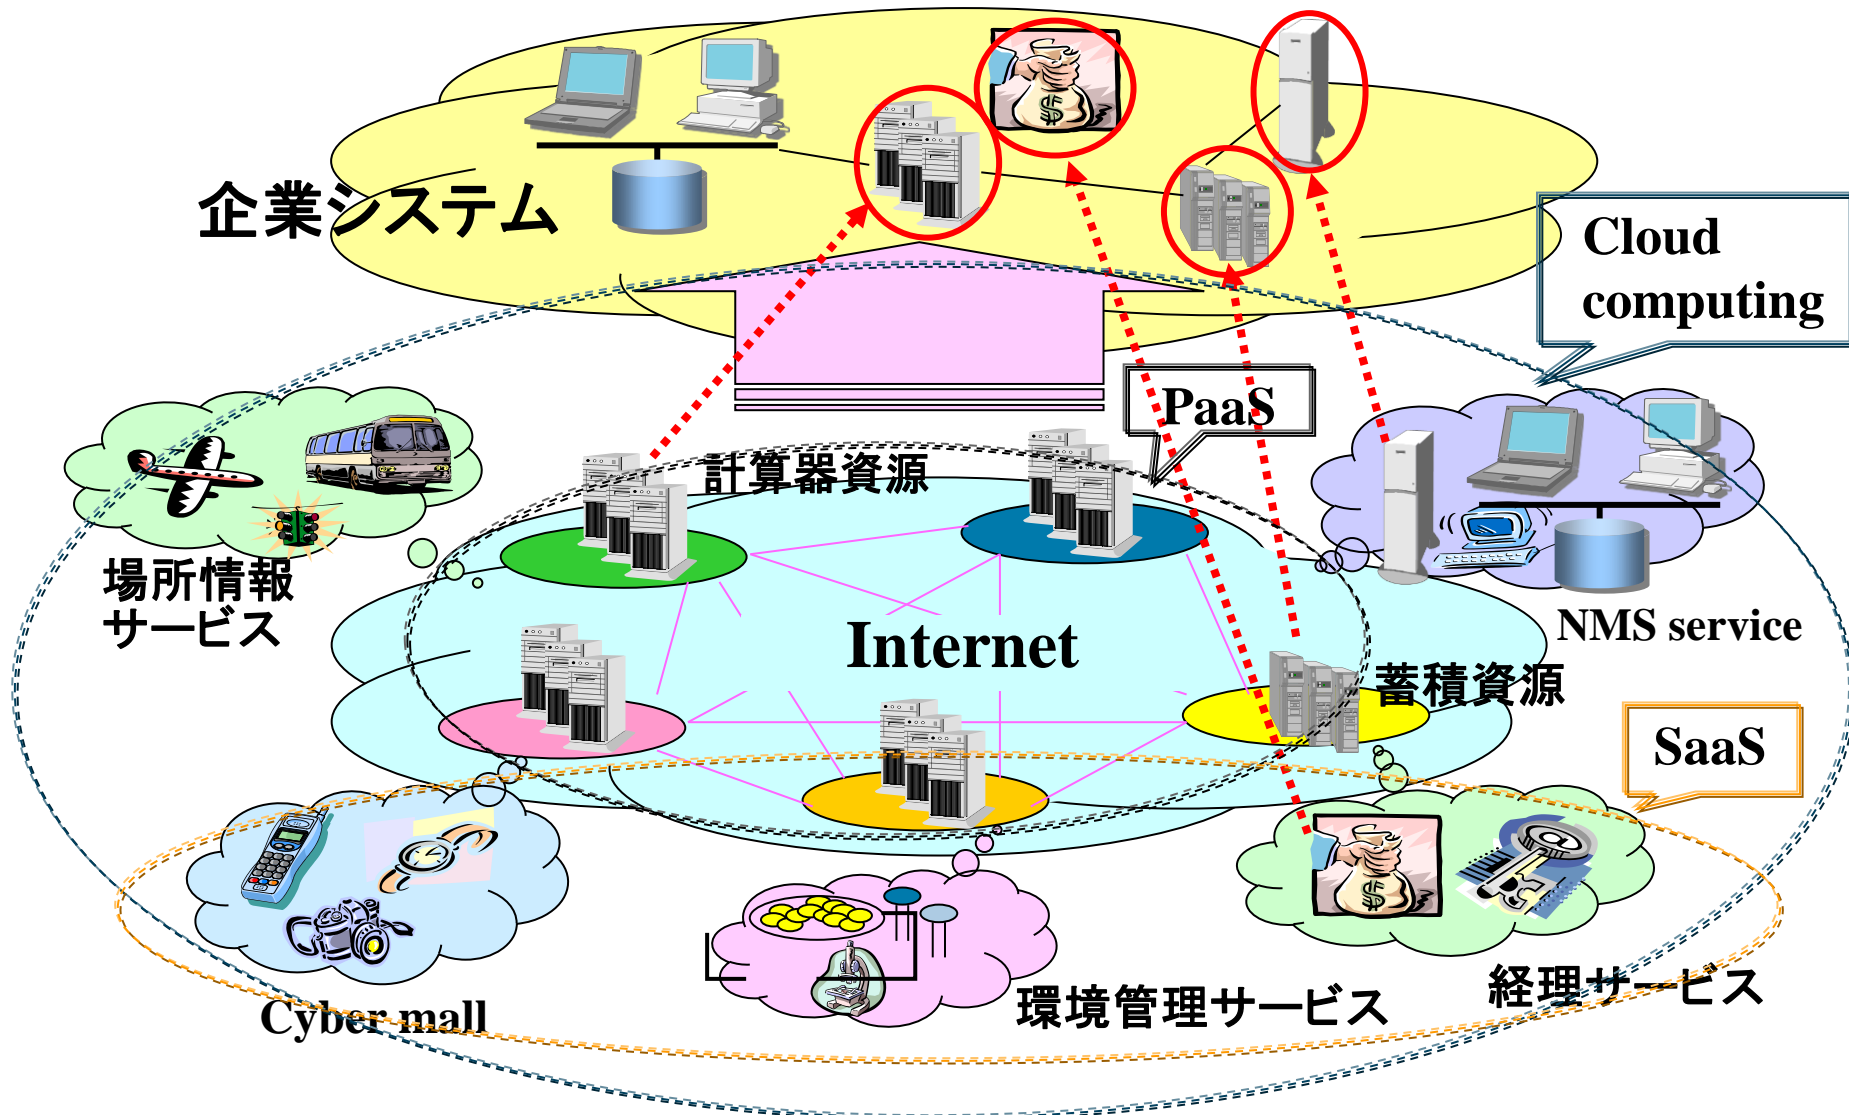 企業システム
Cloud
computing
PaaS
計算器資源
場所情報
サービス
Internet
NMS service
蓄積資源
SaaS
Cyber mall
環境管理サービス
経理サービス
$
$
@